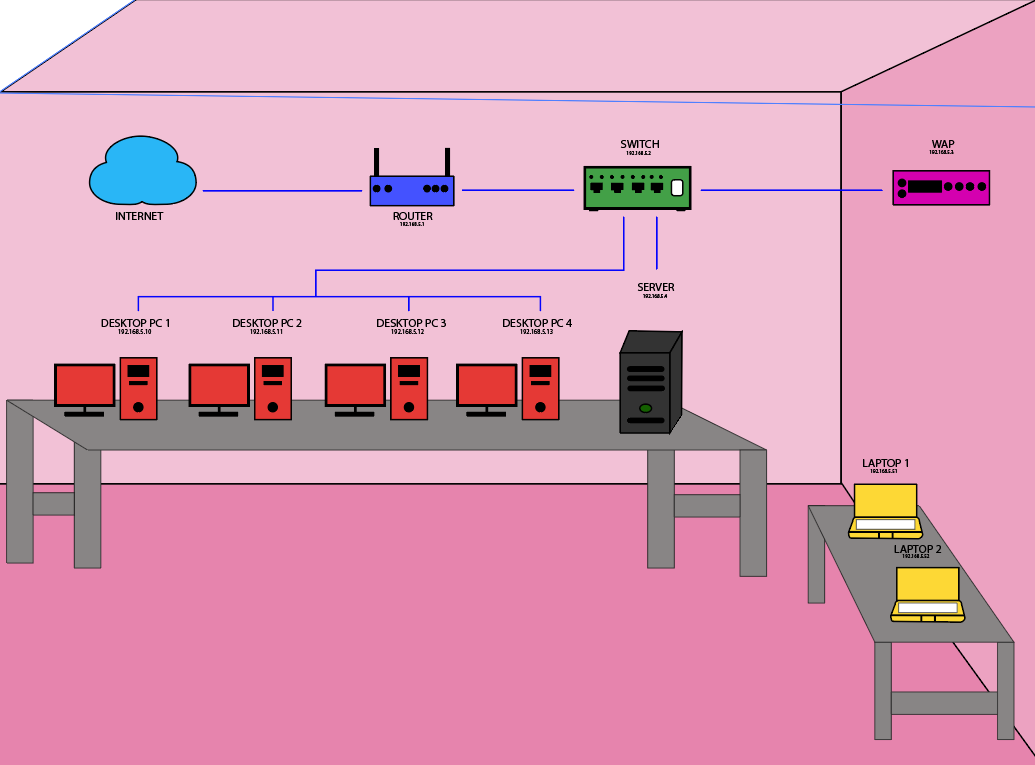 SWITCH
192.168.5.2
WAP
192.168.5.3
INTERNET
ROUTER
192.168.5.1
SERVER
192.168.5.4
DESKTOP PC 1
192.168.5.10
DESKTOP PC 2
192.168.5.11
DESKTOP PC 3
192.168.5.12
DESKTOP PC 4
192.168.5.13
LAPTOP 1
192.168.5.51
LAPTOP 2
192.168.5.52